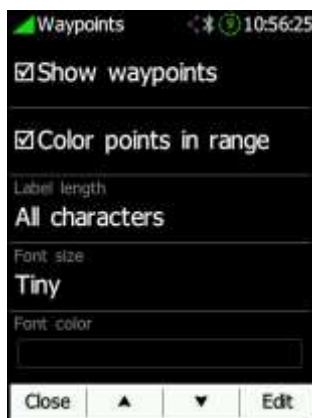 Waypoints 9 10:56:25
Show waypoints
Color points in range
Label length
All characters
Font size
Tiny
Font color
Close Edit